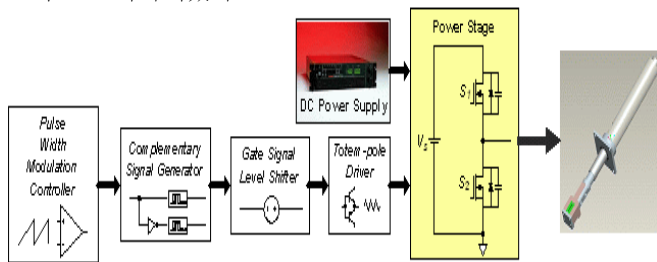 Power Stage
DC Power Supply
S1
Vs
S2
Pulse
Width
Modulation
Controller
Complementary
Signal Generator
Gate Signal
Level Shifter
Totem-pole
Driver